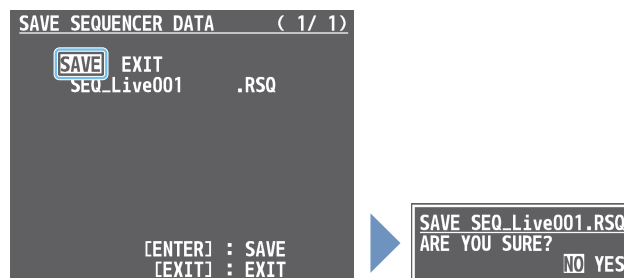 SAVE SEQUENCER DATA ( 1/ 1)
SAVE EXIT
SEQ_Live001 .RSQ
[ENTER] : SAVE
[EXIT] : EXIT
SAVE SEQ_Live001.RSQ
ARE YOU SURE?
NO YES